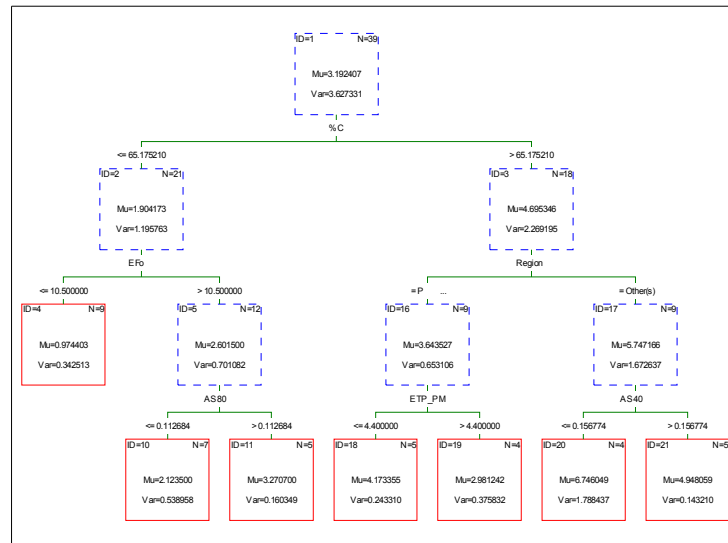 ID=1 N=39
Mu=3.192407
Var=3.627331
%C
<= 65.175210 > 65.175210
ID=2 N=21 ID=3 N=18
Mu=1.904173 Mu=4.695346
Var=1.195763 Var=2.269195
EFo Region
<= 10.500000 > 10.500000 = P ... = Other(s)
ID=4 N=9 ID=5 N=12 ID=16 N=9 ID=17 N=9
Mu=0.974403 Mu=2.601500 Mu=3.643527 Mu=5.747166
Var=0.342513 Var=0.701082 Var=0.653106 Var=1.672637
AS80 ETP_PM AS40
<= 0.112684 > 0.112684 <= 4.400000 > 4.400000 <= 0.156774 > 0.156774
ID=10 N=7 ID=11 N=5 ID=18 N=5 ID=19 N=4 ID=20 N=4 ID=21 N=5
Mu=2.123500 Mu=3.270700 Mu=4.173355 Mu=2.981242 Mu=6.746049 Mu=4.948059
Var=0.538958 Var=0.160349 Var=0.243310 Var=0.375832 Var=1.788437 Var=0.143210